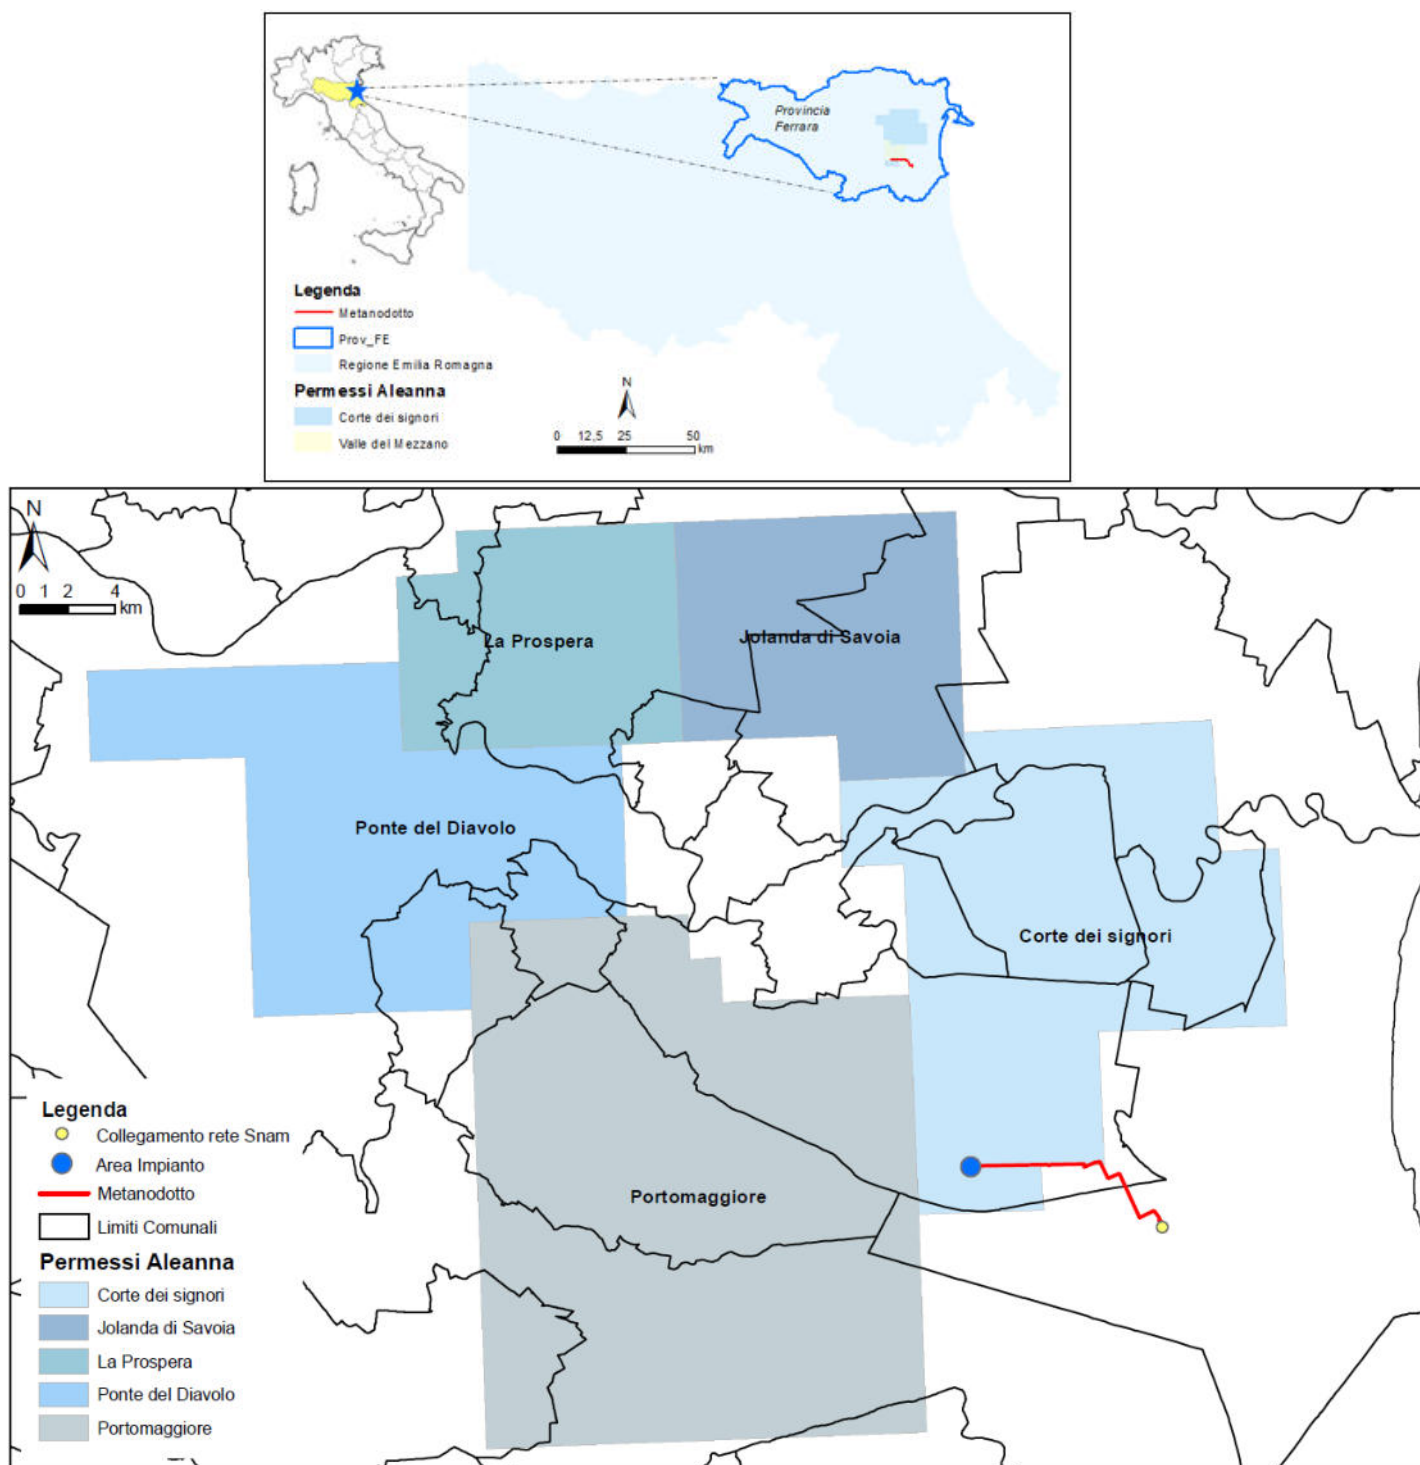 Provincia
Ferrara
Legenda
Metanodotto
Prov_FE
Regione Emilia Romagna
Permessi Aleanna
Corte dei signori
Valle del Mezzano
N
0 12,5 25 50
km
N
0 1 2 4
km
La Prospera
Jolanda di Savoia
Ponte del Diavolo
Corte dei signori
Portomaggiore
Legenda
Collegamento rete Snam
Area Impianto
Metanodotto
Limiti Comunali
Permessi Aleanna
Corte dei signori
Jolanda di Savoia
La Prospera
Ponte del Diavolo
Portomaggiore